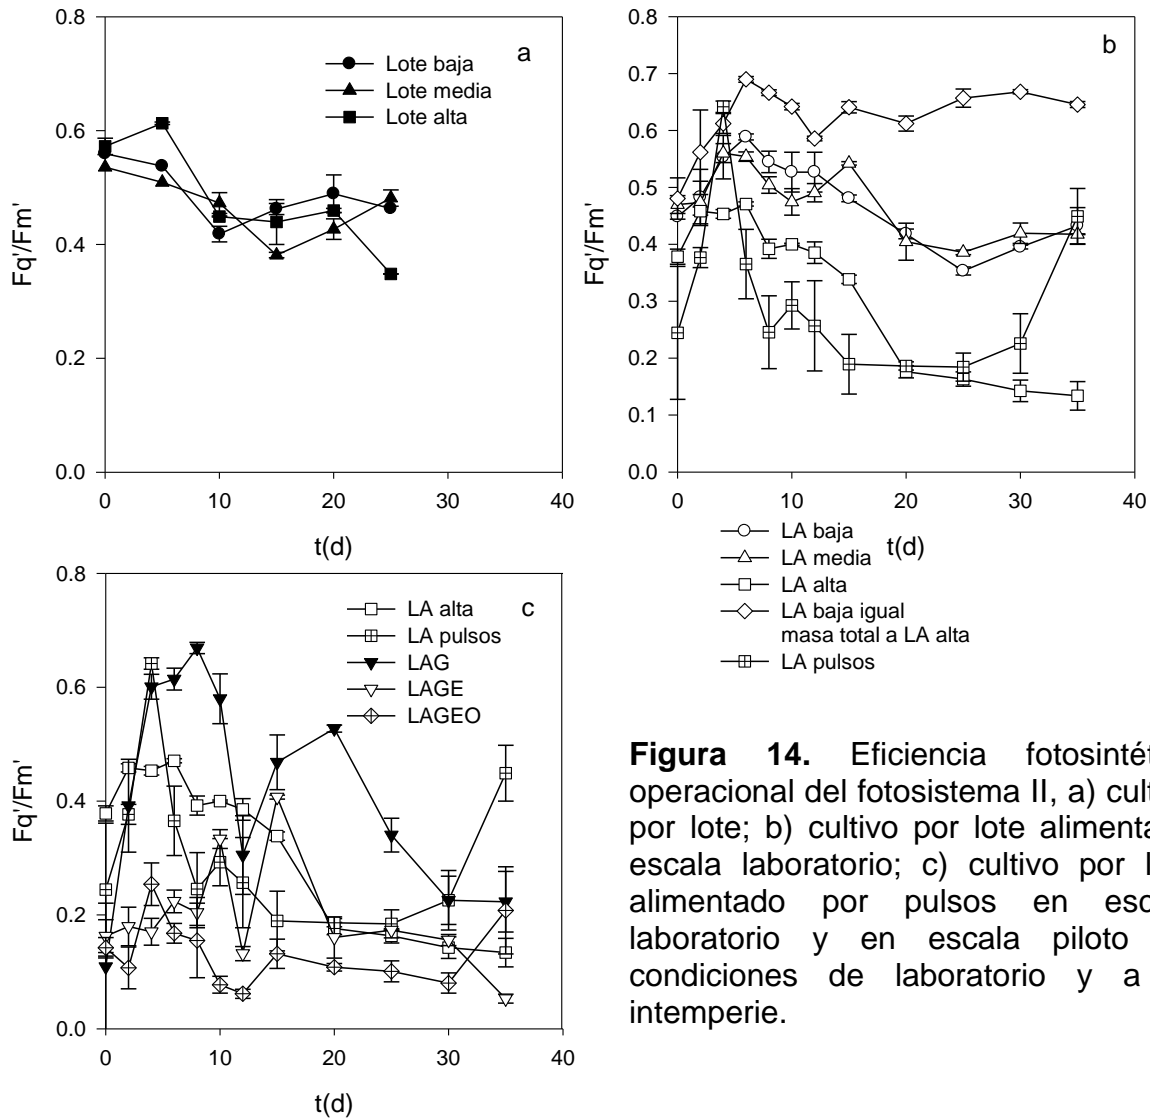 0.8
0.6
0.4
0.2
0.0
Fq'/Fm'
a
Lote baja
Lote media
Lote alta
0 10 20 30 40
t(d)
0.8
0.7
0.6
0.5
0.4
0.3
0.2
0.1
0.0
Fq'/Fm'
b
0 10 20 30 40
t(d)
LA baja
LA media
LA alta
LA baja igual
masa total a LA alta
LA pulsos
0.8
0.6
0.4
0.2
0.0
Fq'/Fm'
c
LA alta
LA pulsos
LAG
LAGE
LAGEO
0 10 20 30 40
t(d)
Figura 14. Eficiencia fotosinté
operacional del fotosistema II, a) cult
por lote; b) cultivo por lote aliment
escala laboratorio; c) cultivo por l
alimentado por pulsos en esc
laboratorio y en escala piloto
condiciones de laboratorio y a
intemperie.